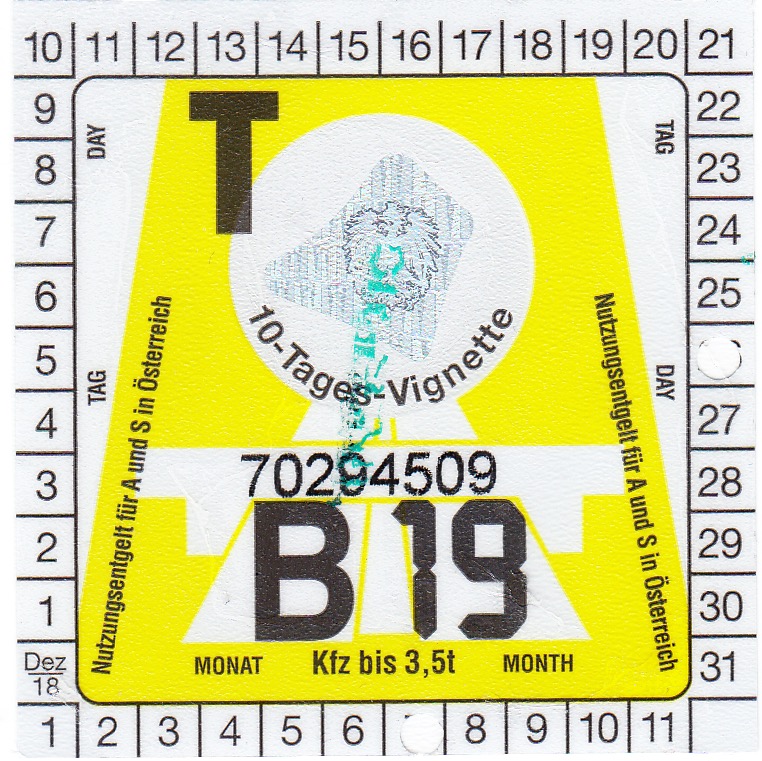 10 11 12 13 14 15 16 17 18 19 20 21
9 22
8 23
7 24
6 25
5
4 27
3 28
2 29
1 30
Dez 18 31
1 2 3 4 5 6 8 9 10 11
DAY
TAG
T
TAG
DAY
10-Tages-Vignette
Nutzungsentgelt für A und S in Österreich
Nutzungsentgelt für A und S in Österreich
70294509
B 19
MONAT Kfz bis 3,5t MONTH